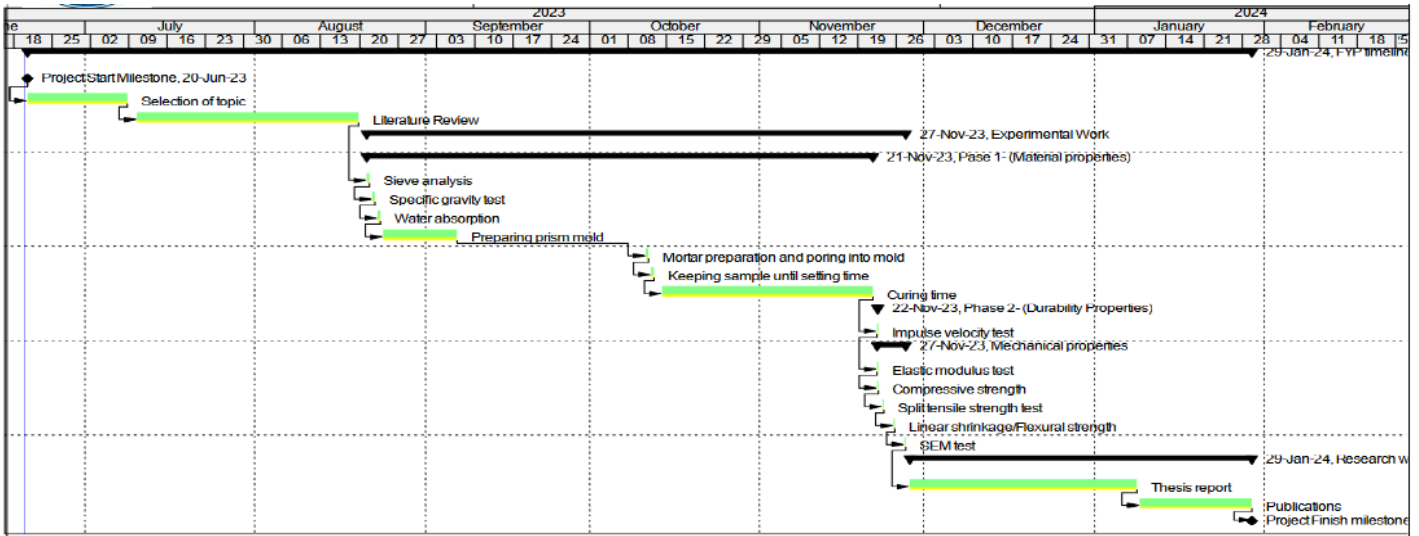 2023 2024
ne July August September October November December January February
18 25 02 09 16 23 30 06 13 20 27 03 10 17 24 01 08 15 22 29 05 12 19 26 03 10 17 24 31 07 14 21 28 04 11 18
29-Jan-24, FYP timeline
Project Start Milestone, 20-Jun-23
Selection of topic
Literature Review
27-Nov-23, Experimental Work
21-Nov-23, Pase 1- (Material properties)
Sieve analysis
Specific gravity test
Water absorption
Preparing prism mold
Mortar preparation and poring into mold
Keeping sample until setting time
Curing time
22-Nov-23, Phase 2- (Durability Properties)
Impulse velocity test
27-Nov-23, Mechanical properties
Elastic modulus test
Compressive strength
Split tensile strength test
Linear shrinkage/Flexural strength
SEM test
29-Jan-24, Research w
Thesis report
Publications
Project Finish milestone